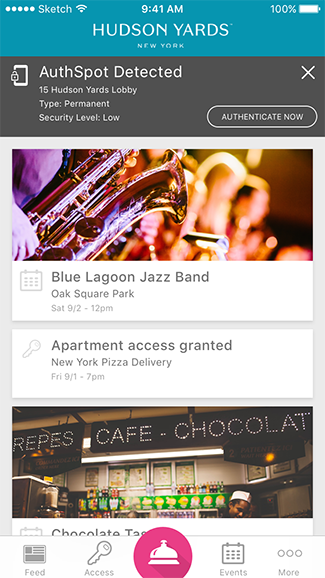 Sketch 9:41 AM 100%
HUDSON YARDS
NEW YORK
AuthSpot Detected
15 Hudson Yards Lobby
Type: Permanent
Security Level: Low
AUTHENTICATE NOW
Blue Lagoon Jazz Band
Oak Square Park
Sat 9/2 - 12pm
Apartment access granted
New York Pizza Delivery
Fri 9/1 - 7pm
REPES CAFE - CHOCOLAT
Chocolate Tas
Feed Access Events More